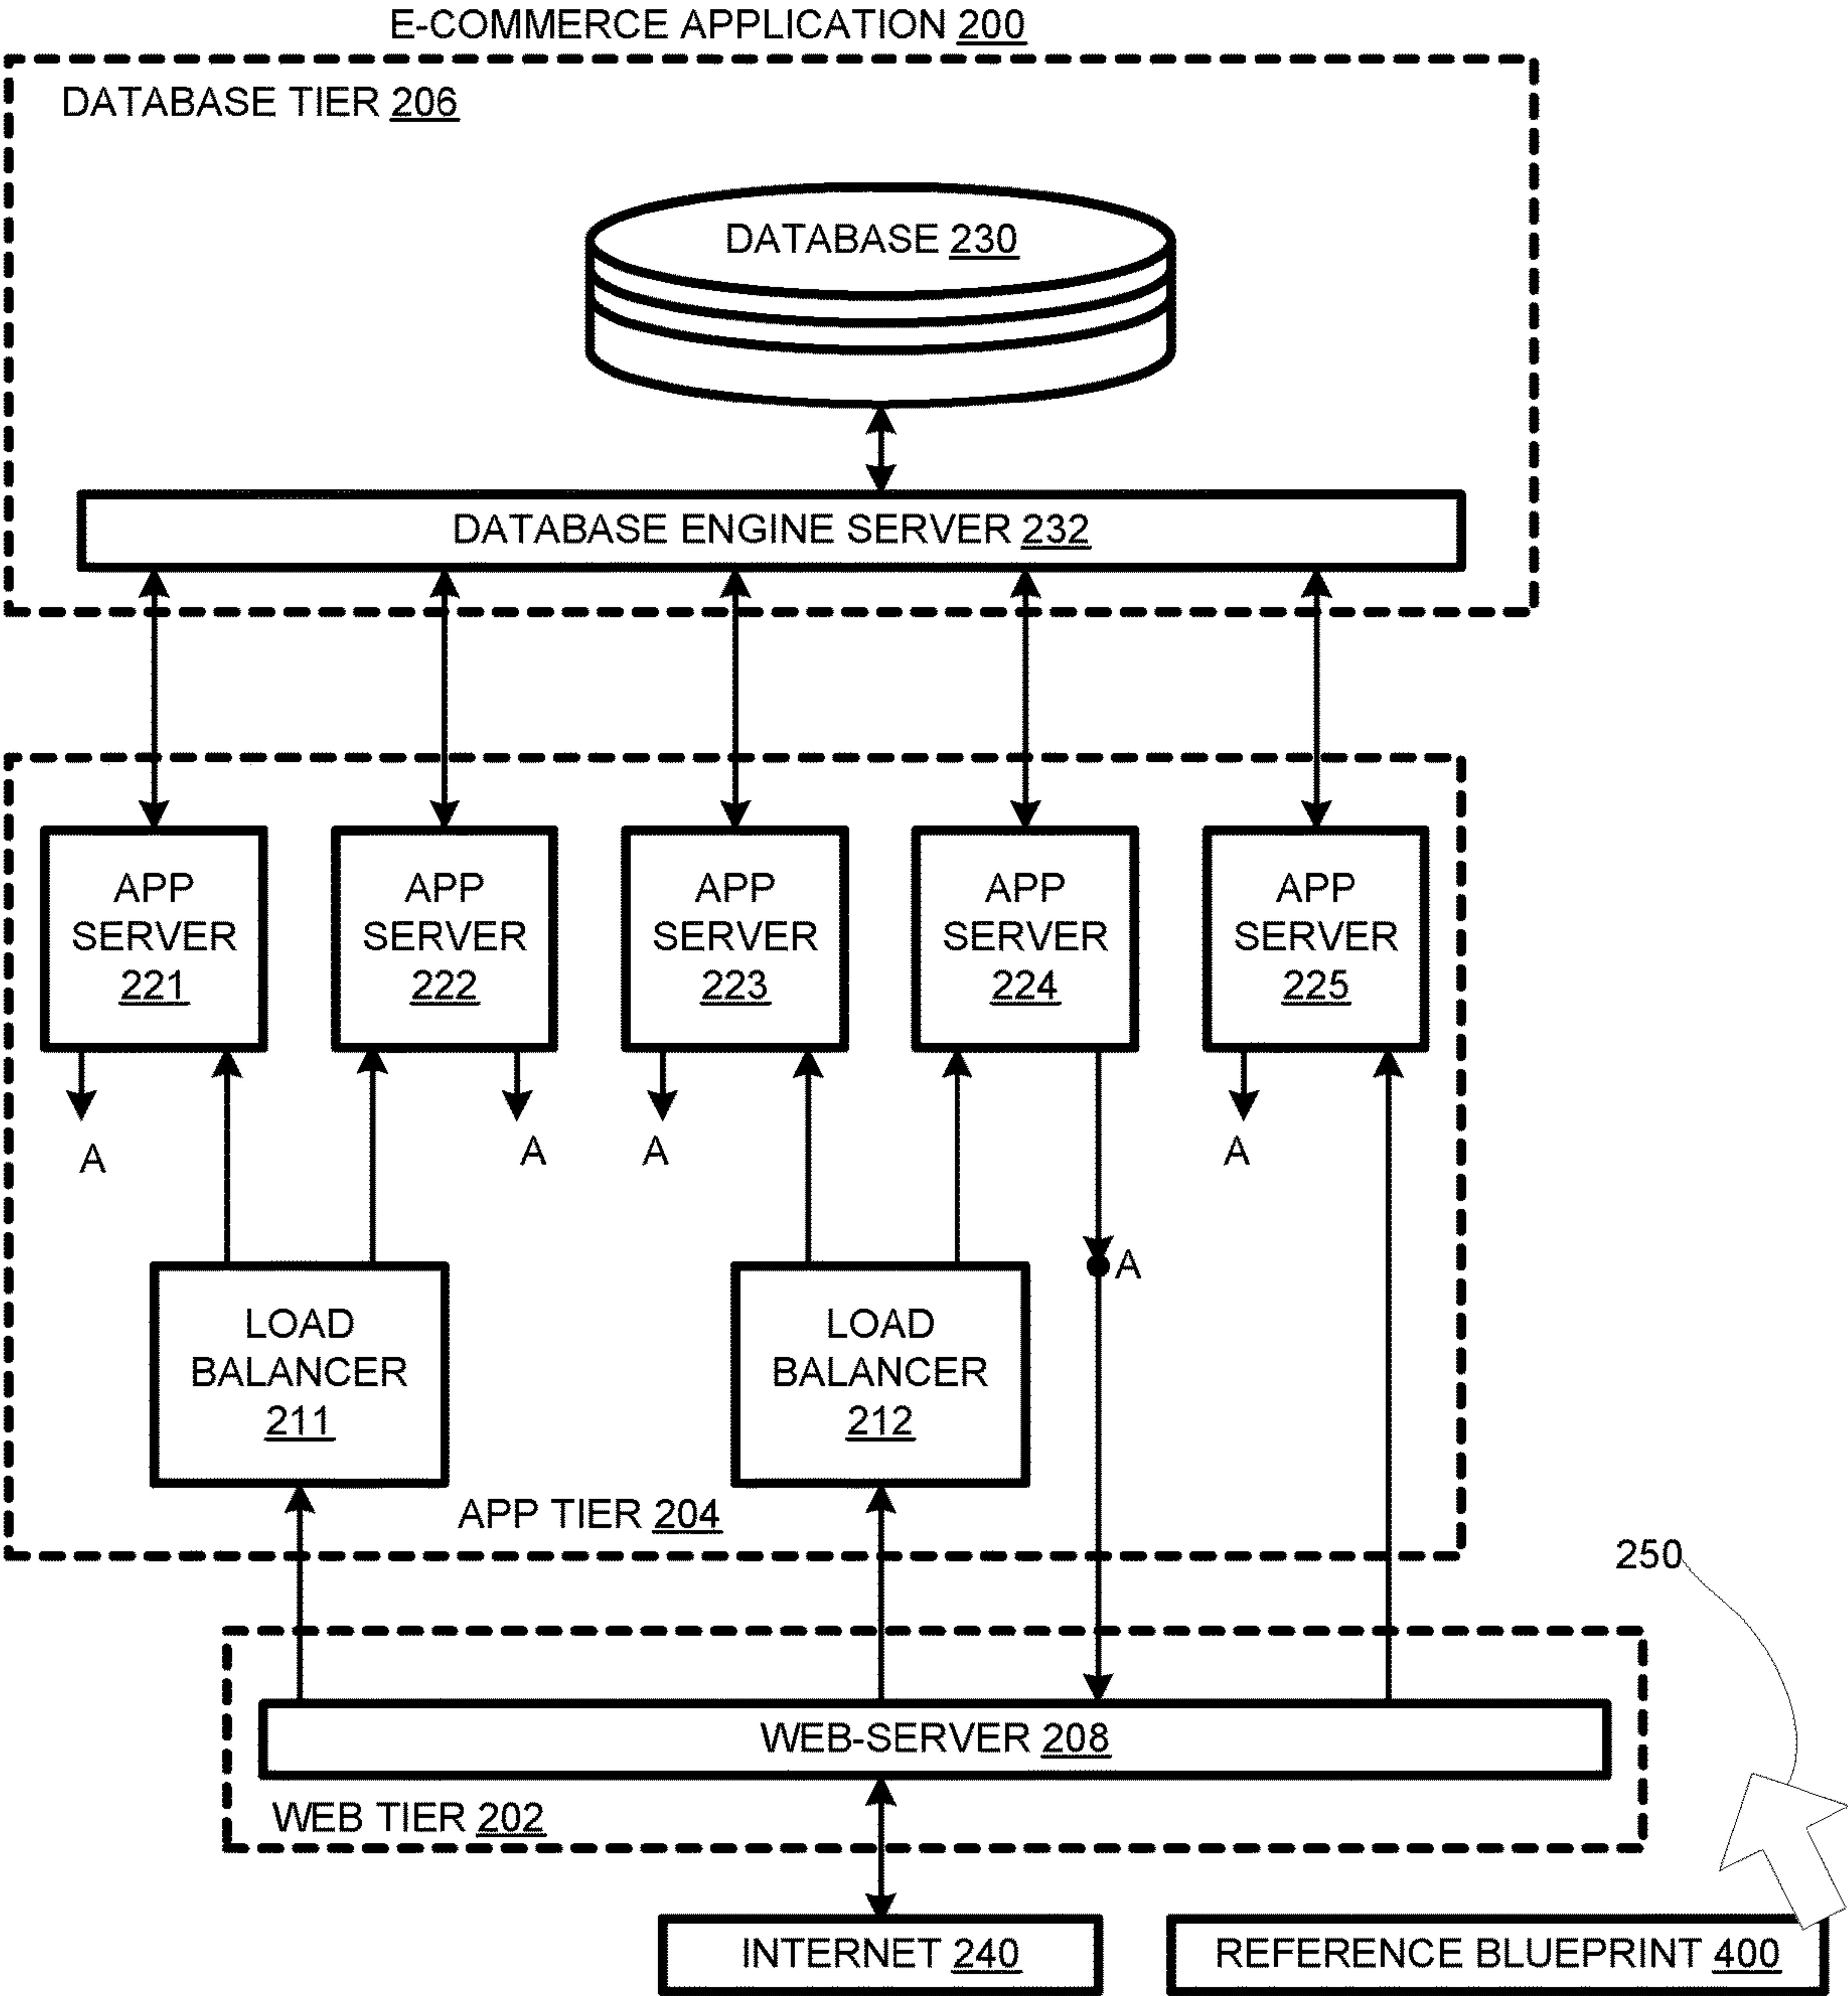 E-COMMERCE APPLICATION 200
DATABASE TIER 206
DATABASE 230
DATABASE ENGINE SERVER 232
APP
SERVER
221
APP
SERVER
222
APP
SERVER
223
APP
SERVER
224
APP
SERVER
225
A
A
A
A
A
LOAD
BALANCER
211
LOAD
BALANCER
212
APP TIER 204
250
WEB-SERVER 208
WEB TIER 202
INTERNET 240
REFERENCE BLUEPRINT 400